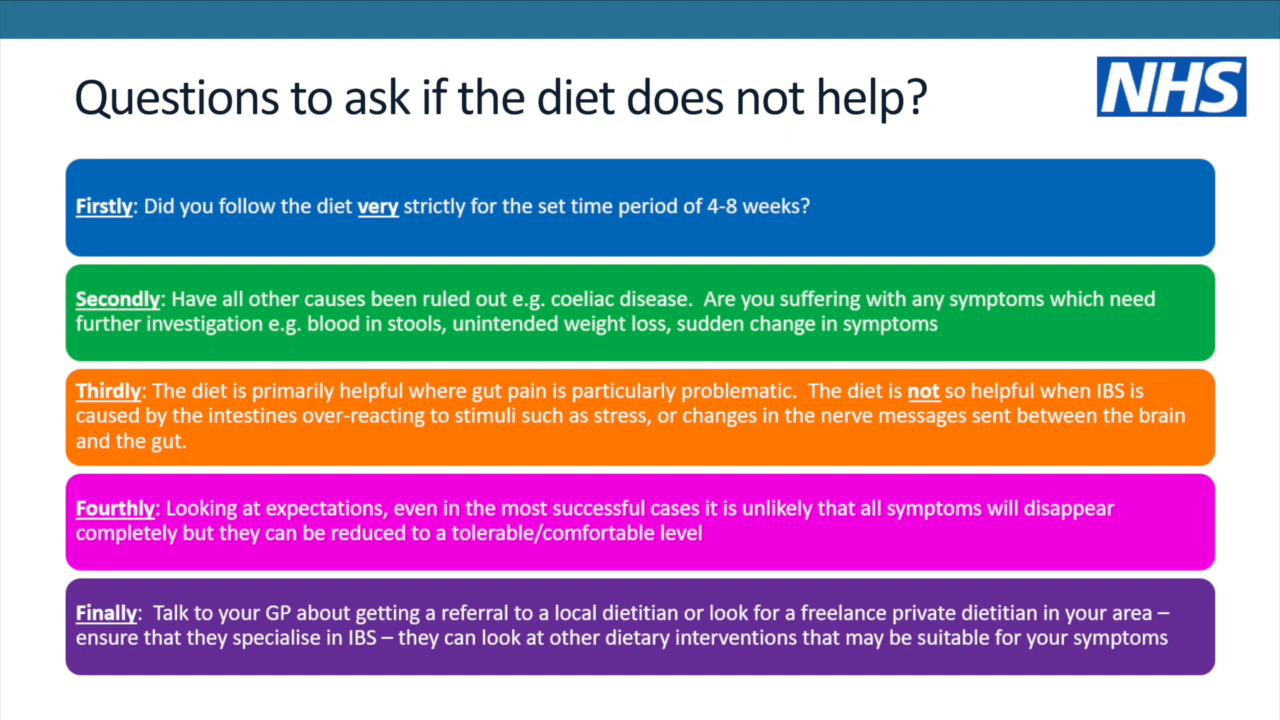 Questions to ask if the diet does not help?
NHS
Firstly: Did you follow the diet very strictly for the set time period of 4-8 weeks?
Secondly: Have all other causes been ruled out e.g. coeliac disease.  Are you suffering with any symptoms which need
further investigation e.g. blood in stools, unintended weight loss, sudden change in symptoms
Thirdly: The diet is primarily helpful where gut pain is particularly problematic.  The diet is not so helpful when IBS is
caused by the intestines over-reacting to stimuli such as stress, or changes in the nerve messages sent between the brain
and the gut.
Fourthly: Looking at expectations, even in the most successful cases it is unlikely that all symptoms will disappear
completely but they can be reduced to a tolerable/comfortable level
Finally:  Talk to your GP about getting a referral to a local dietitian or look for a freelance private dietitian in your area –
ensure that they specialise in IBS – they can look at other dietary interventions that may be suitable for your symptoms